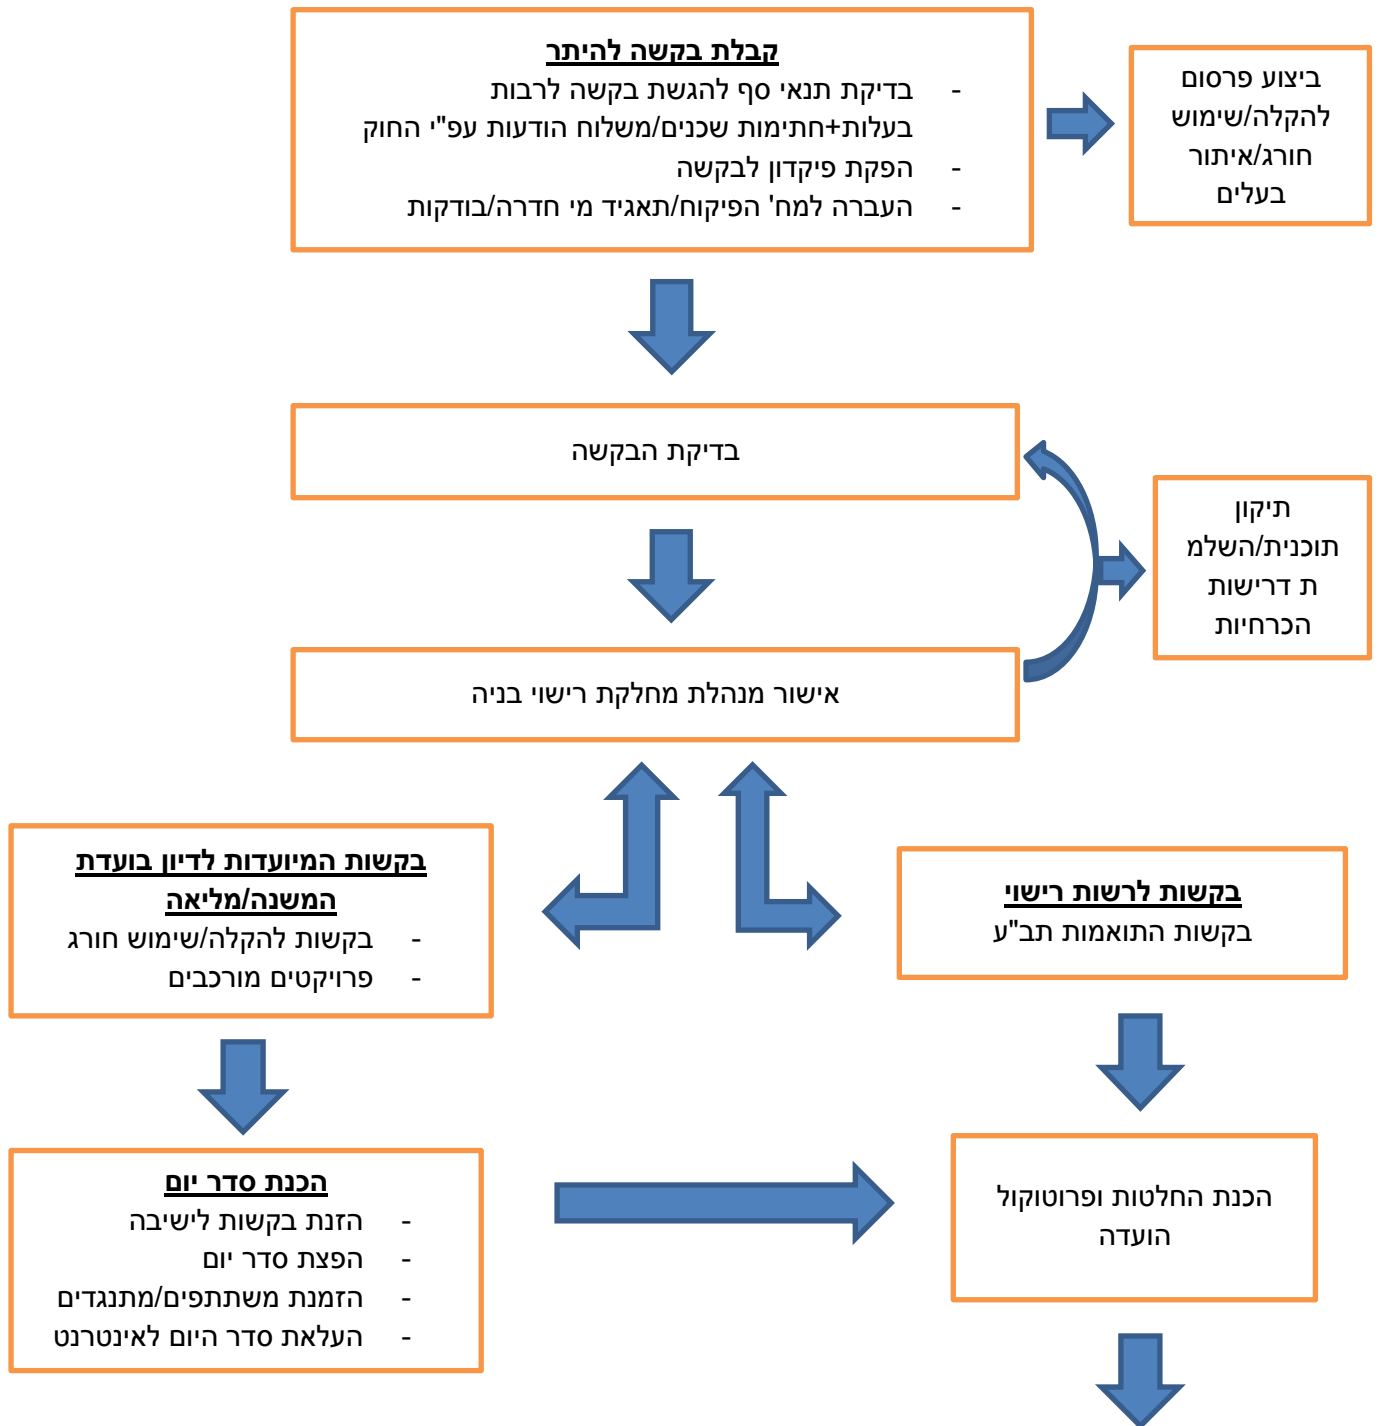 קבלת בקשה להיתר
- בדיקת תנאי סף להגשת בקשה לרבות
בעלות+חתימות שכנים/משלוח הודעות עפ"י החוק
- הפקת פיקדון לבקשה
- העברה למח' הפיקוח/תאגיד מי חדרה/בודקות
ביצוע פרסום
להקלה/שימוש
חורג/איתור
בעלים
בדיקת הבקשה
תיקון
תוכנית/השלמ
ת דרישות
הכרחיות
אישור מנהלת מחלקת רישוי בניה
בקשות לרשות רישוי
בקשות התואמות תב"ע
בקשות המיועדות לדיון בועדת
המשנה/מליאה
- בקשות להקלה/שימוש חורג
- פרויקטים מורכבים
הכנת סדר יום
- הזנת בקשות לישיבה
- הפצת סדר יום
- הזמנת משתתפים/מתנגדים
- העלאת סדר היום לאינטרנט
הכנת החלטות ופרוטוקול
הועדה